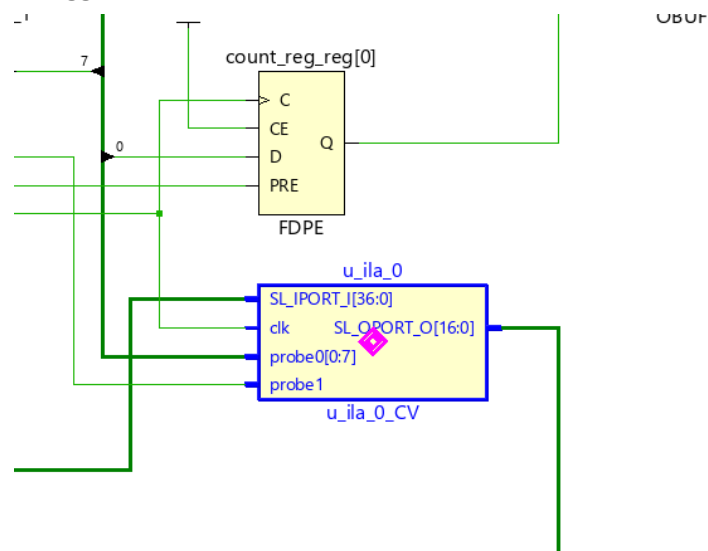 OBUF
count_reg_reg[0]
7
C
CE
0
D
Q
PRE
FDPE
u_ila_0
SL_IPORT_I[36:0]
clk
SL_OPORT_O[16:0]
probe0[0:7]
probe1
u_ila_0_CV